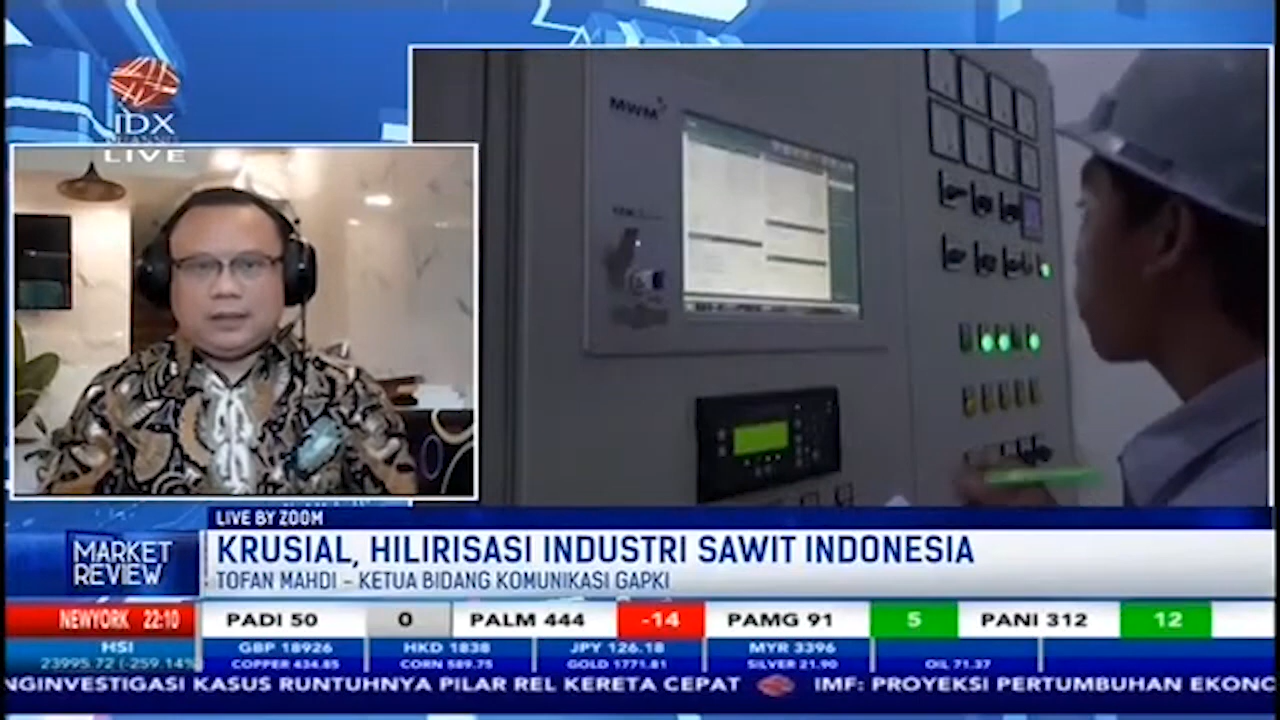 IDX
CHANNEL
LIVE
MWM
LIVE BY ZOOM
MARKET
REVIEW
KRUSIAL, HILIRISASI INDUSTRI SAWIT INDONESIA
TOFAN MAHDI – KETUA BIDANG KOMUNIKASI GAPKI
NEWYORK 22:10
PADI 50 0 PALM 444 -14 PAMG 91 5 PANI 312 12
HSI
23995.72 (-259.14%)
GBP 18926 HKD 1838 JPY 126.18 MYR 3396
COPPER 434.85 CORN 589.75 GOLD 1771.81 SILVER 21.90 OIL 71.37
NGINVESTIGASI KASUS RUNTUHNYA PILAR REL KERETA CEPAT IMF: PROYEKSI PERTUMBUHAN EKONO